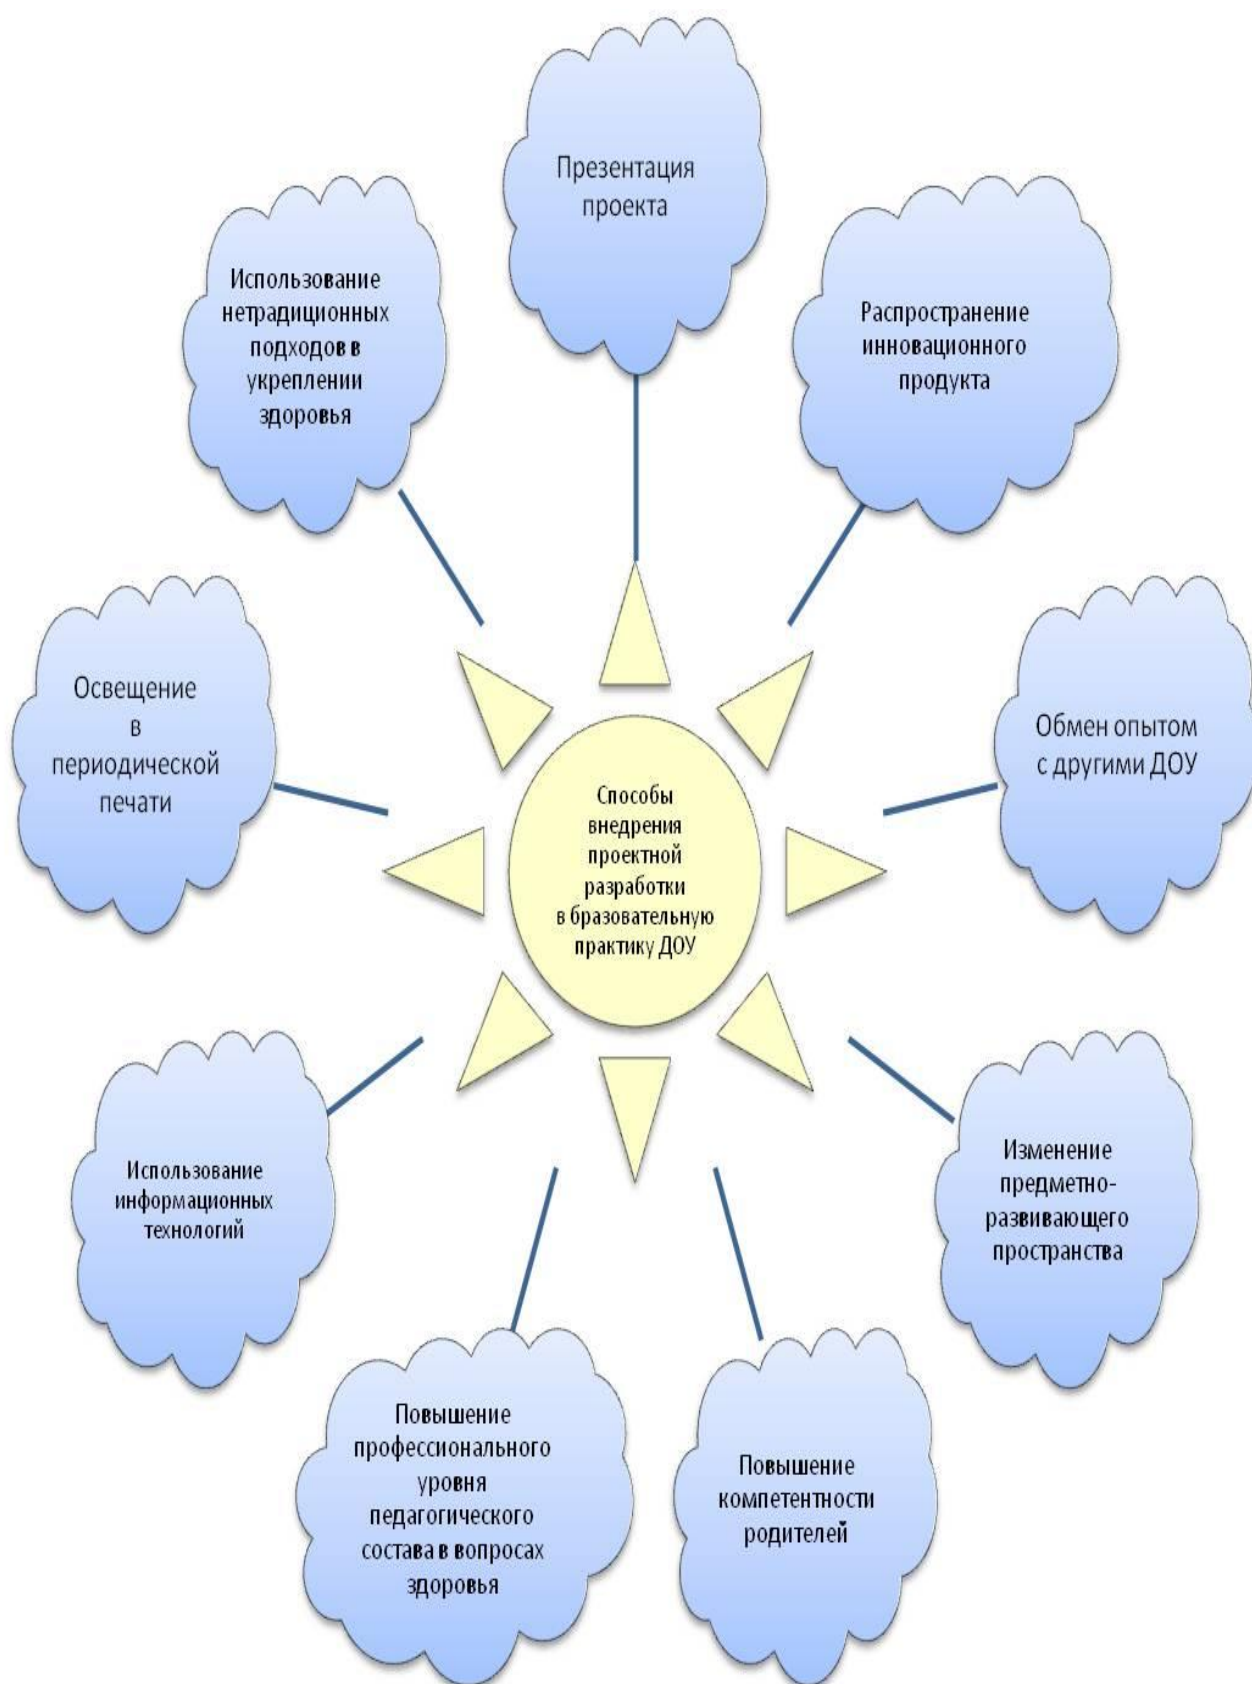 Презентация
проекта
Использование
нетрадиционных
подходов в
укреплении
здоровья
Распространение
инновационного
продукта
Освещение
в
периодической
печати
Обмен опытом
с другими ДОУ
Способы
внедрения
проектной
разработки
в бразовательную
практику ДОУ
Использование
информационных
технологий
Изменение
предметно-
развивающего
пространства
Повышение
профессионального
уровня
педагогического
состава в вопросах
здоровья
Повышение
компетентности
родителей